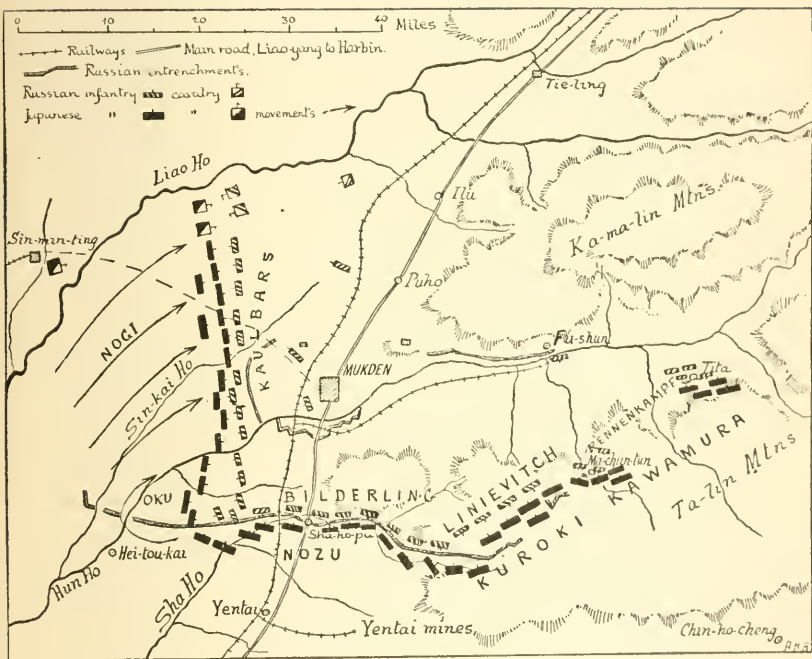 0 10 20 30 40 Miles
Railways Main road, Liao-yang to Harbin.
Russian entrenchments.
Russian infantry cavalry
Japanese " " movements
Tie-ling
Liao Ho
Ilu
Sin-min-ting
Ka-ma-lin Mtns
Puho
NOGI
KAULBARS
Fu-shun
Sin-kai Ho
MUKDEN
Tita
RENNENKAMPF
Ma-chun-tun
LINIEVITCH
KAWAMURA
OKU
BILDERLING
Ta-lin Mtns
Sha-ho-pu
KUROKI
NOZU
Hei-tou-kai
Hun Ho
Sha Ho
Yentai
Yentai mines
Chin-ho-cheng